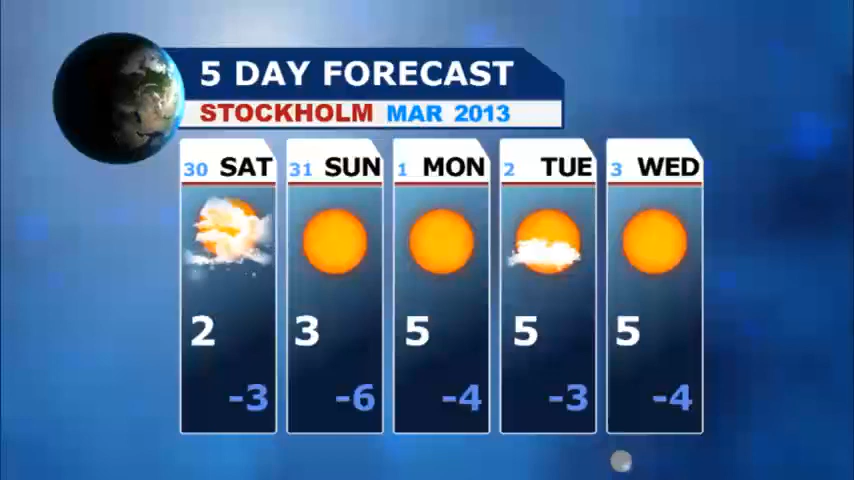 5 DAY FORECAST
STOCKHOLM MAR 2013
30 SAT 31 SUN 1 MON 2 TUE 3 WED
2 3 5 5 5
-3 -6 -4 -3 -4